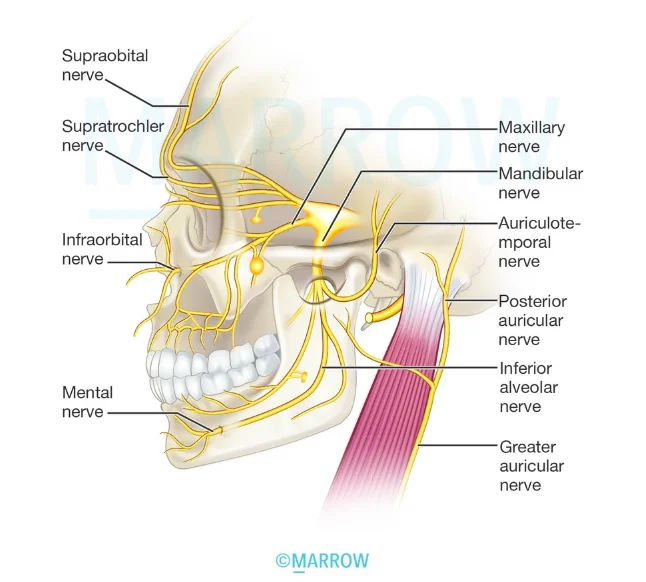 Supraobital
nerve
Supratrochler
nerve
Infraorbital
nerve
Mental
nerve
Maxillary
nerve
Mandibular
nerve
Auriculote-
mporal
nerve
Posterior
auricular
nerve
Inferior
alveolar
nerve
Greater
auricular
nerve
MARROW
©MARROW